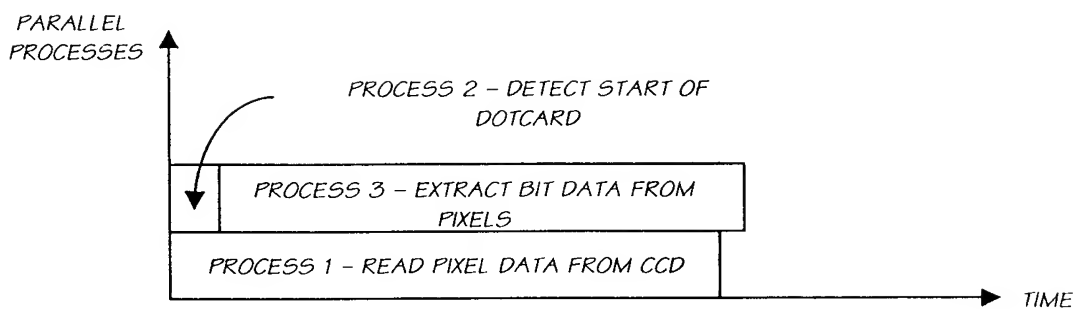 PARALLEL
PROCESSES
PROCESS 2 – DETECT START OF
DOTCARD
PROCESS 3 – EXTRACT BIT DATA FROM
PIXELS
PROCESS 1 – READ PIXEL DATA FROM CCD
TIME